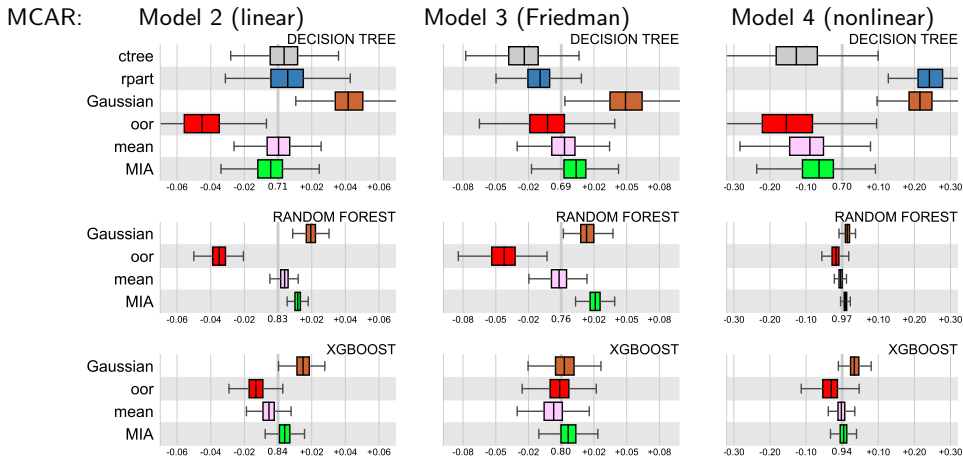 MCAR: Model 2 (linear) Model 3 (Friedman) Model 4 (nonlinear)
DECISION TREE DECISION TREE DECISION TREE
ctree
rpart
Gaussian
oor
mean
MIA
-0.06 -0.04 0.71 +0.02 +0.04 +0.06 -0.08 -0.05 -0.02 0.69 +0.02 +0.05 +0.08 -0.30 -0.20 -0.10 0.70 +0.10 +0.20 +0.30
RANDOM FOREST RANDOM FOREST RANDOM FOREST
Gaussian
oor
mean
MIA
-0.06 -0.04 -0.02 0.83 +0.02 +0.06 -0.08 -0.05 -0.02 0.76 +0.02 +0.05 +0.08 -0.30 -0.20 -0.10 0.97 +0.10 +0.20 +0.30
XGBOOST XGBOOST XGBOOST
Gaussian
oor
mean
MIA
-0.06 -0.04 -0.02 0.84 +0.02 +0.06 -0.08 -0.05 -0.02 0.80 +0.02 +0.05 +0.08 -0.30 -0.20 -0.10 0.94 +0.10 +0.20 +0.30